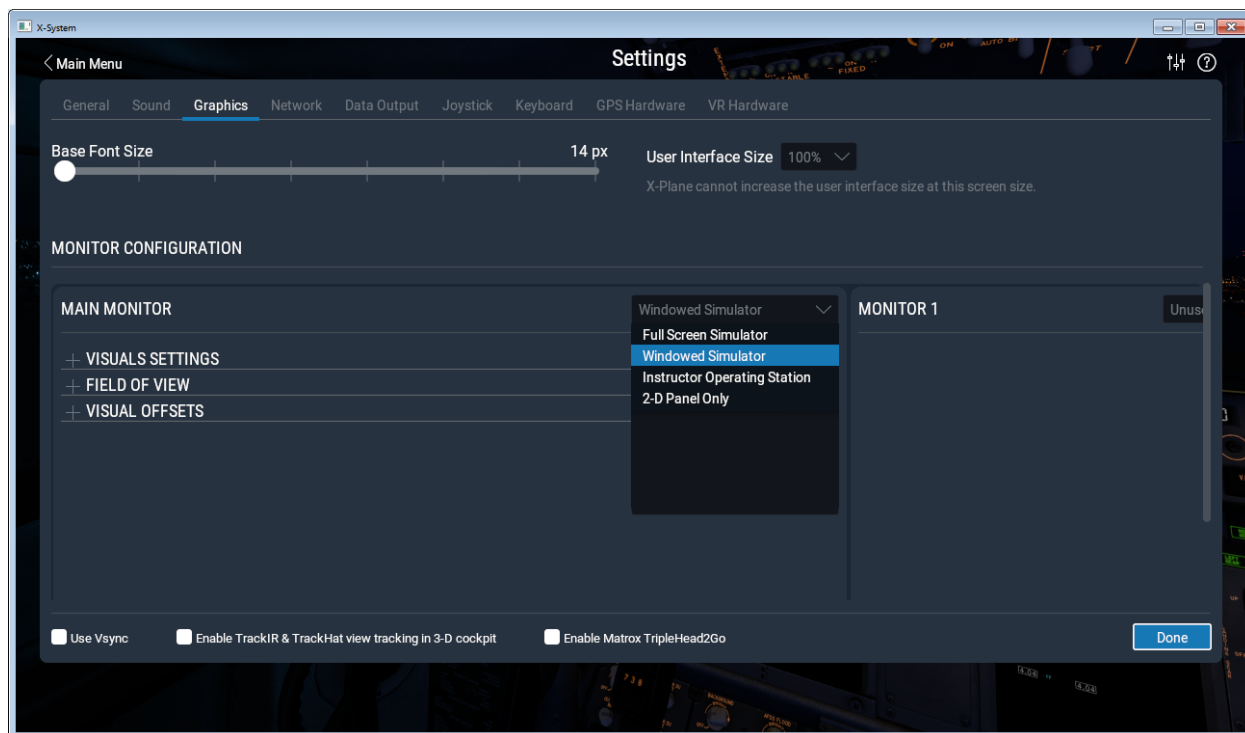 X-System
Main Menu
Settings
General Sound Graphics Network Data Output Joystick Keyboard GPS Hardware VR Hardware
Base Font Size 14 px
User Interface Size 100%
X-Plane cannot increase the user interface size at this screen size.
MONITOR CONFIGURATION
MAIN MONITOR
Windowed Simulator
Full Screen Simulator
Windowed Simulator
Instructor Operating Station
2-D Panel Only
VISUALS SETTINGS
FIELD OF VIEW
VISUAL OFFSETS
MONITOR 1
Use Vsync
Enable TrackIR & TrackHat view tracking in 3-D cockpit
Enable Matrox TripleHead2Go
Done